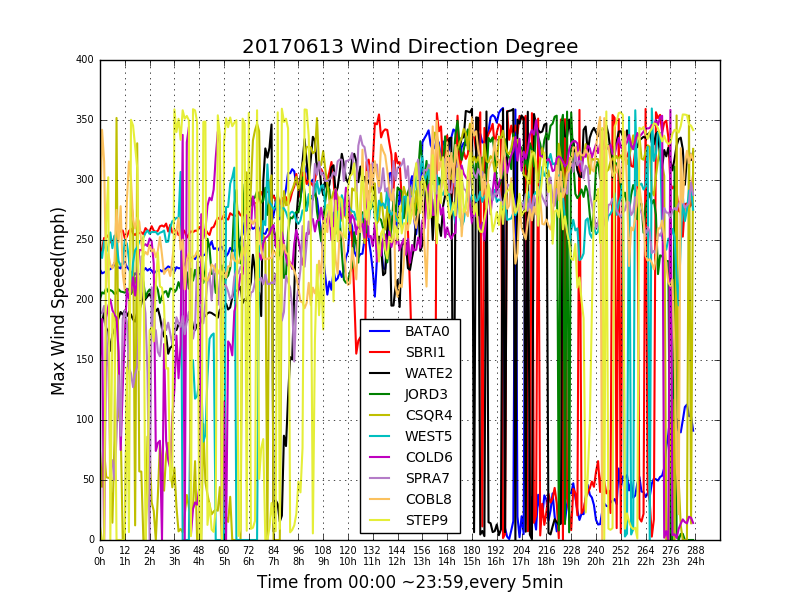 20170613 Wind Direction Degree
Max Wind Speed(mph)
400
350
300
250
200
150
100
50
0
BATA0
SBRI1
WATE2
JORD3
CSQR4
WEST5
COLD6
SPRA7
COBL8
STEP9
0 12 24 36 48 60 72 84 96 108 120 132 144 156 168 180 192 204 216 228 240 252 264 276 288
0h 1h 2h 3h 4h 5h 6h 7h 8h 9h 10h 11h 12h 13h 14h 15h 16h 17h 18h 19h 20h 21h 22h 23h 24h
Time from 00:00 ~23:59,every 5min